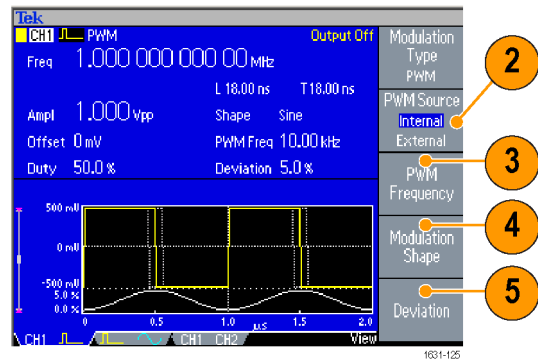 Tek
CH1 PWM Output Off
Freq 1.000 000 000 00 MHz
L 18.00 ns T18.00 ns
Ampl 1.000 Vpp Shape Sine
Offset 0 mV PWM Freq 10.00 kHz
Duty 50.0 % Deviation 5.0 %
500 mV
0 mV
-500 mV
5.0 %
0.0 %
0 0.5 1.0 µs 1.5 2.0
CH1 CH1 CH2 View
Modulation
Type
PWM
PWM Source
Internal
External
PWM
Frequency
Modulation
Shape
Deviation
2
3
4
5
1631-125